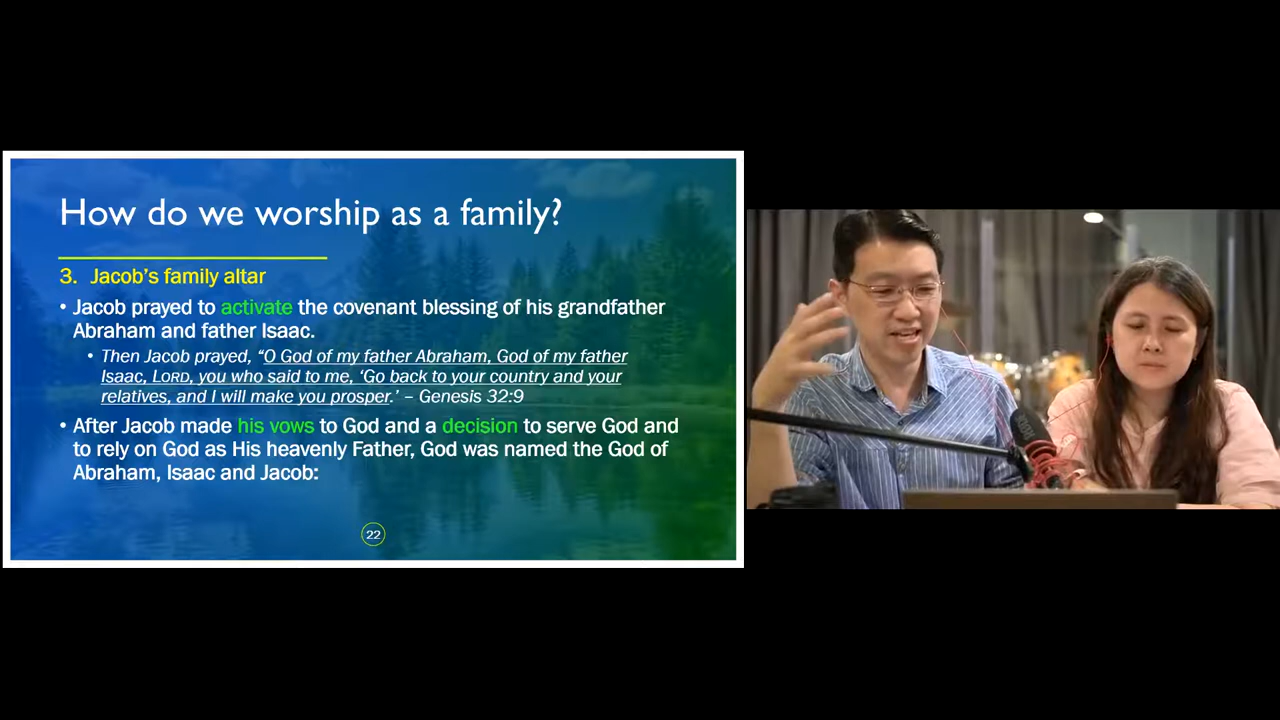 How do we worship as a family?
3. Jacob’s family altar
• Jacob prayed to activate the covenant blessing of his grandfather
Abraham and father Isaac.
• Then Jacob prayed, “O God of my father Abraham, God of my father
Isaac, LORD, you who said to me, ‘Go back to your country and your
relatives, and I will make you prosper.’ – Genesis 32:9
• After Jacob made his vows to God and a decision to serve God and
to rely on God as His heavenly Father, God was named the God of
Abraham, Isaac and Jacob:
22